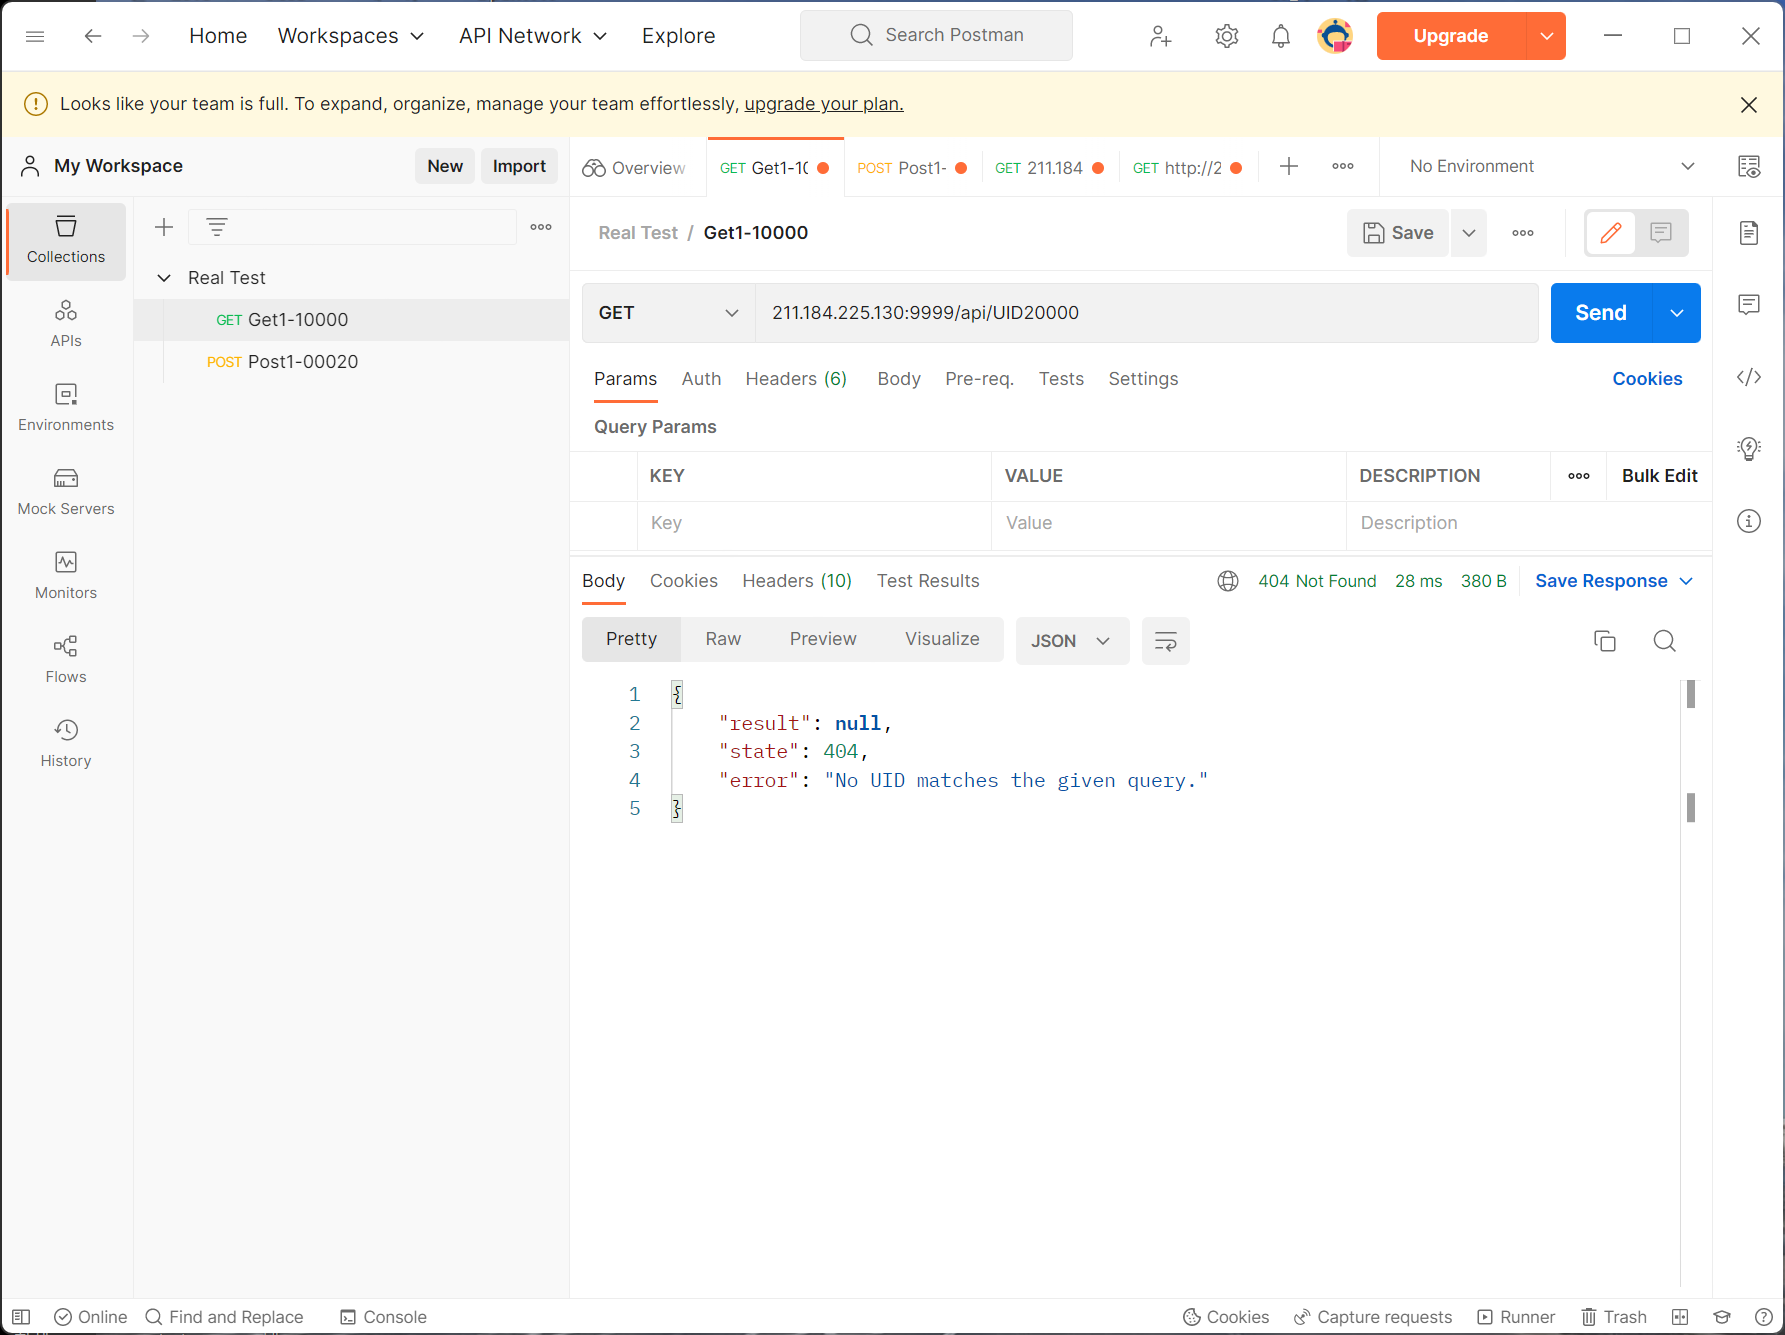 Home Workspaces API Network Explore Search Postman Upgrade
Looks like your team is full. To expand, organize, manage your team effortlessly, upgrade your plan.
My Workspace New Import
Overview GET Get1-10 POST Post1- GET 211.184 GET http://2 No Environment
Collections
APIs
Environments
Mock Servers
Monitors
Flows
History
Real Test
GET Get1-10000
POST Post1-00020
Real Test / Get1-10000 Save
GET 211.184.225.130:9999/api/UID20000 Send
Params Auth Headers (6) Body Pre-req. Tests Settings Cookies
Query Params
KEY VALUE DESCRIPTION Bulk Edit
Key Value Description
Body Cookies Headers (10) Test Results 404 Not Found 28 ms 380 B Save Response
Pretty Raw Preview Visualize JSON
1 {
2 "result": null,
3 "state": 404,
4 "error": "No UID matches the given query."
5 }
Online Find and Replace Console Cookies Capture requests Runner Trash